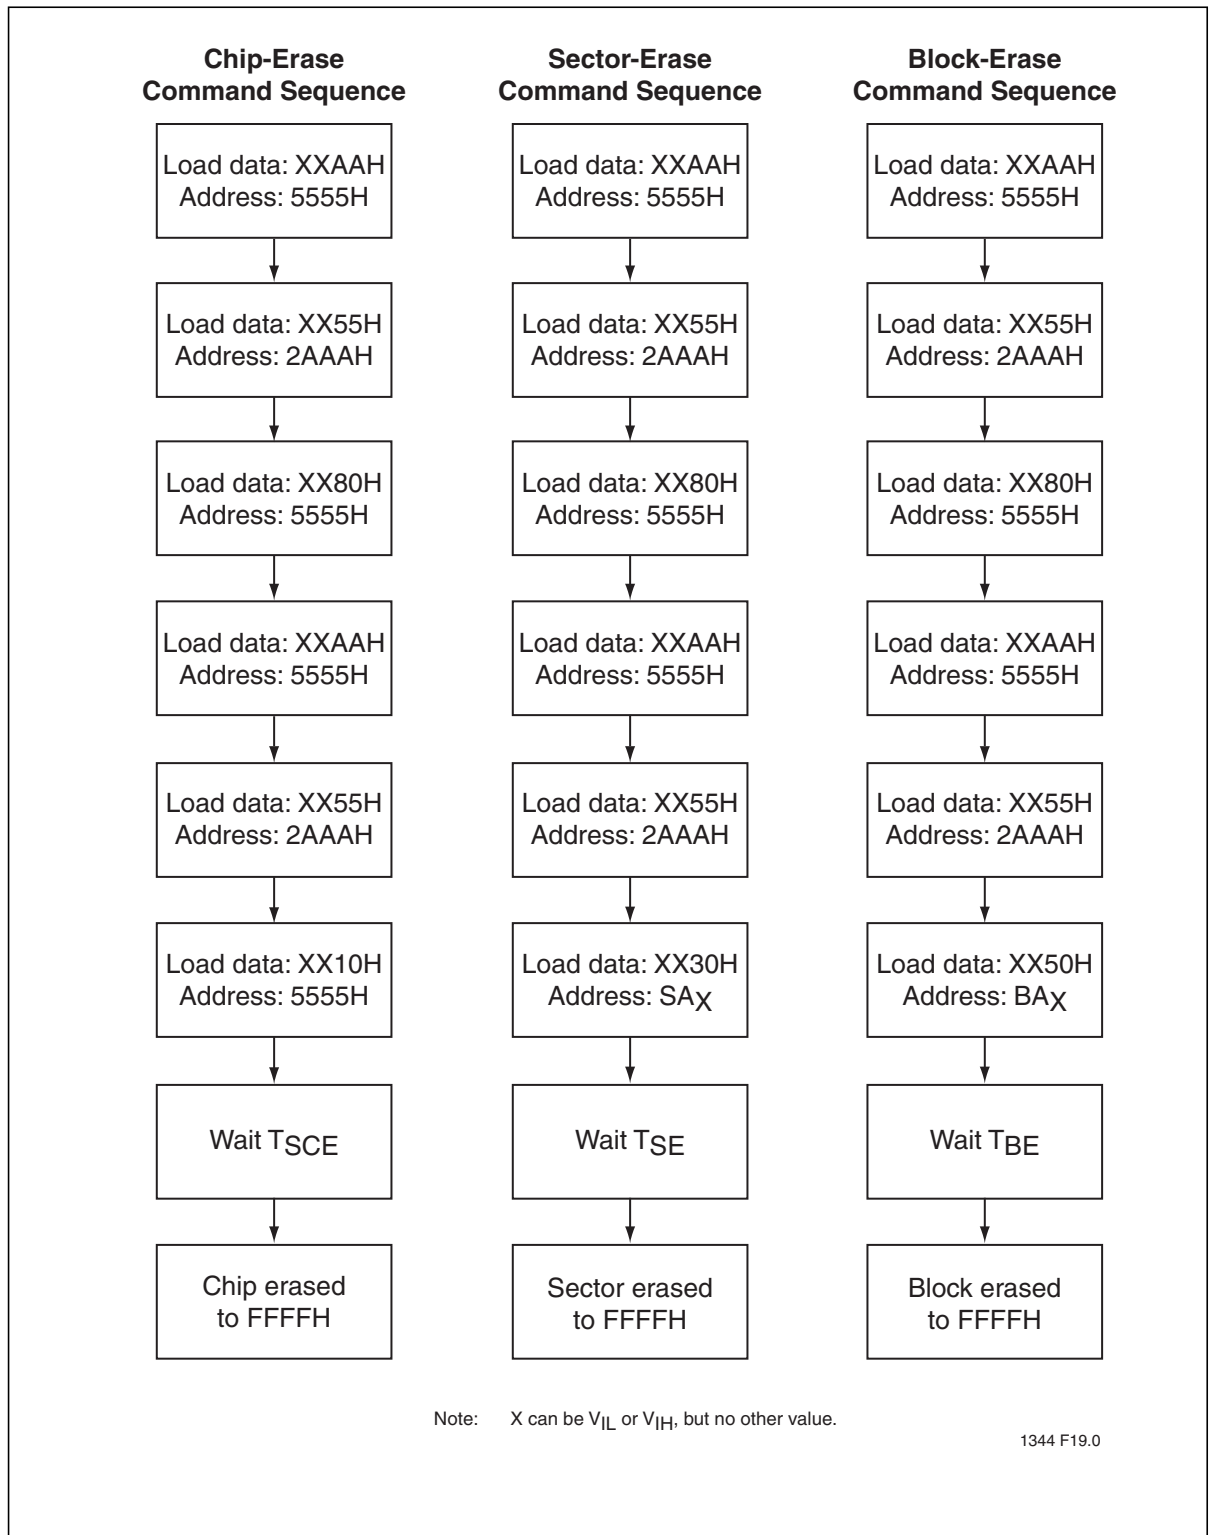 Chip-Erase
Command Sequence
Load data: XXAAH
Address: 5555H
Load data: XX55H
Address: 2AAAH
Load data: XX80H
Address: 5555H
Load data: XXAAH
Address: 5555H
Load data: XX55H
Address: 2AAAH
Load data: XX10H
Address: 5555H
Wait TSCE
Chip erased
to FFFFH
Sector-Erase
Command Sequence
Load data: XXAAH
Address: 5555H
Load data: XX55H
Address: 2AAAH
Load data: XX80H
Address: 5555H
Load data: XXAAH
Address: 5555H
Load data: XX55H
Address: 2AAAH
Load data: XX30H
Address: SAX
Wait TSE
Sector erased
to FFFFH
Block-Erase
Command Sequence
Load data: XXAAH
Address: 5555H
Load data: XX55H
Address: 2AAAH
Load data: XX80H
Address: 5555H
Load data: XXAAH
Address: 5555H
Load data: XX55H
Address: 2AAAH
Load data: XX50H
Address: BAX
Wait TBE
Block erased
to FFFFH
Note: X can be VIL or VIH, but no other value.
1344 F19.0